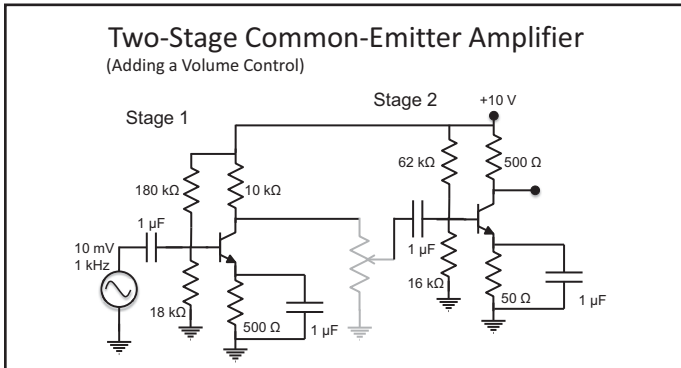 Two-Stage Common-Emitter Amplifier
(Adding a Volume Control)
Stage 1
Stage 2
+10 V
62 kΩ
500 Ω
180 kΩ
10 kΩ
1 µF
1 µF
10 mV
1 kHz
16 kΩ
18 kΩ
500 Ω
1 µF
50 Ω
1 µF